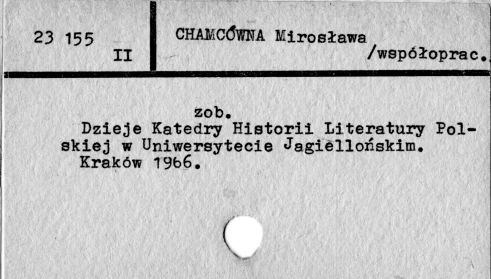 23 155
II
CHAMCÓWNA Mirosława
/współoprac.
zob.
Dzieje Katedry Historii Literatury Pol-
skiej w Uniwersytecie Jagiellońskim.
Kraków 1966.